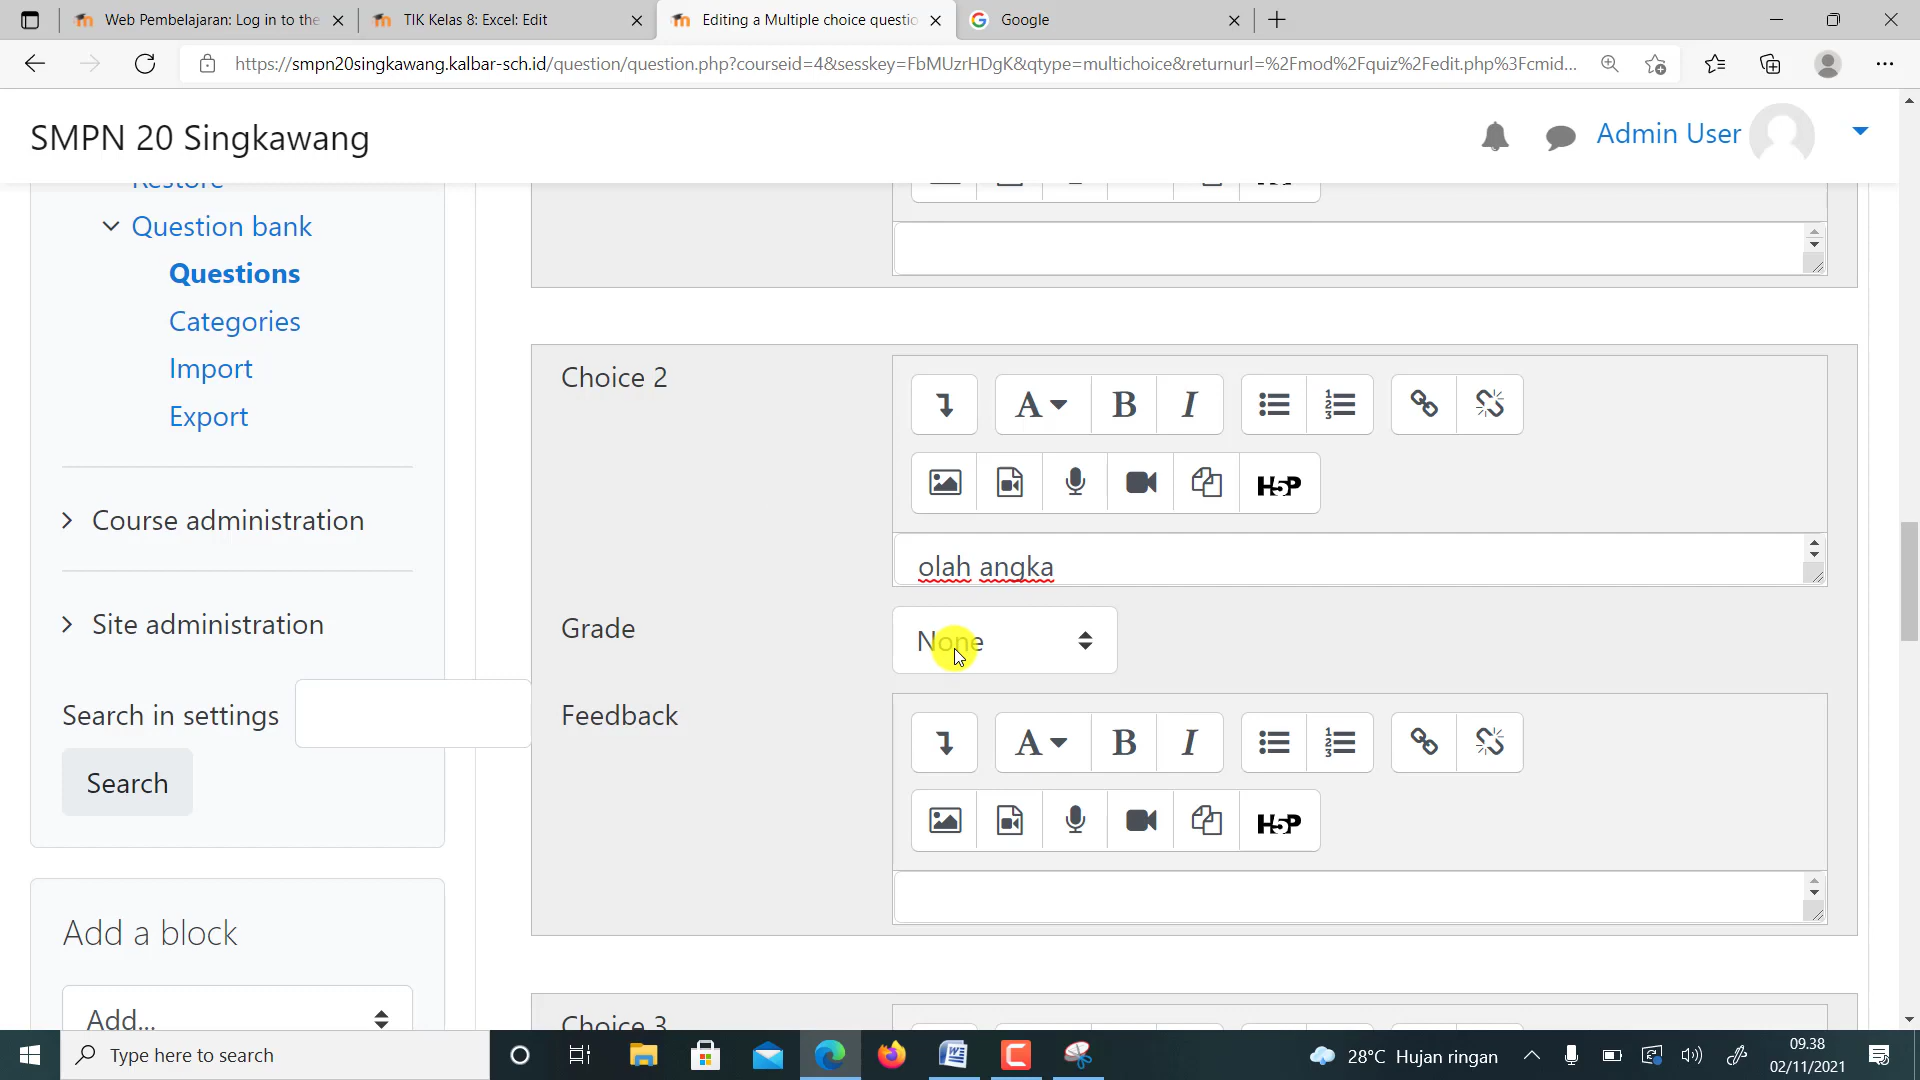 Web Pembelajaran: Log in to the
TIK Kelas 8: Excel: Edit
Editing a Multiple choice questio
Google
https://smpn20singkawang.kalbar-sch.id/question/question.php?courseid=4&sesskey=FbMUzrHDgK&qtype=multichoice&returnurl=%2Fmod%2Fquiz%2Fedit.php%3Fcmid...
SMPN 20 Singkawang
Admin User
Restore
Question bank
Questions
Categories
Import
Export
Course administration
Site administration
Search in settings
Search
Add a block
Add...
Choice 2
A B I
H5P
olah angka
Grade
None
Feedback
A B I
H5P
Choice 3
Type here to search
28°C Hujan ringan
09.38
02/11/2021